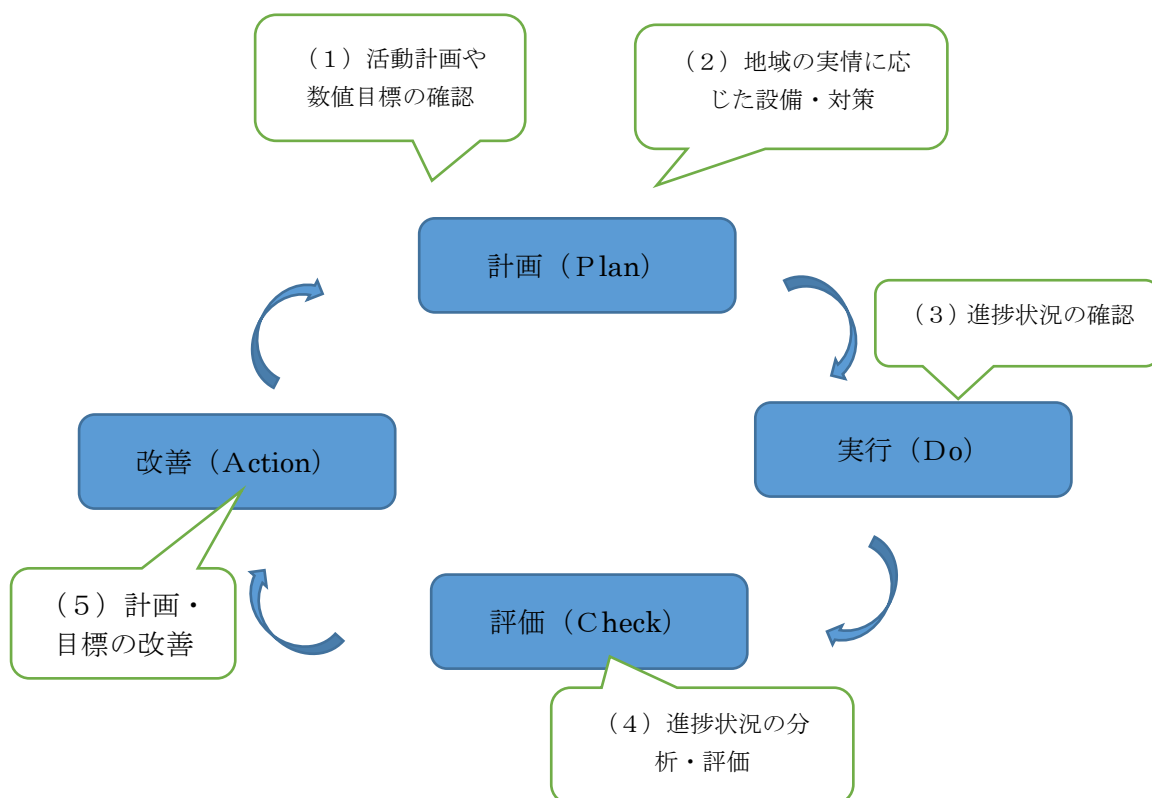 （１）活動計画や
数値目標の確認
（２）地域の実情に応
じた設備・対策
計画（Ｐlan）
（３）進捗状況の確認
改善（Action）
実行（Do）
（５）計画・
目標の改善
評価（Ｃheck）
（４）進捗状況の分
析・評価